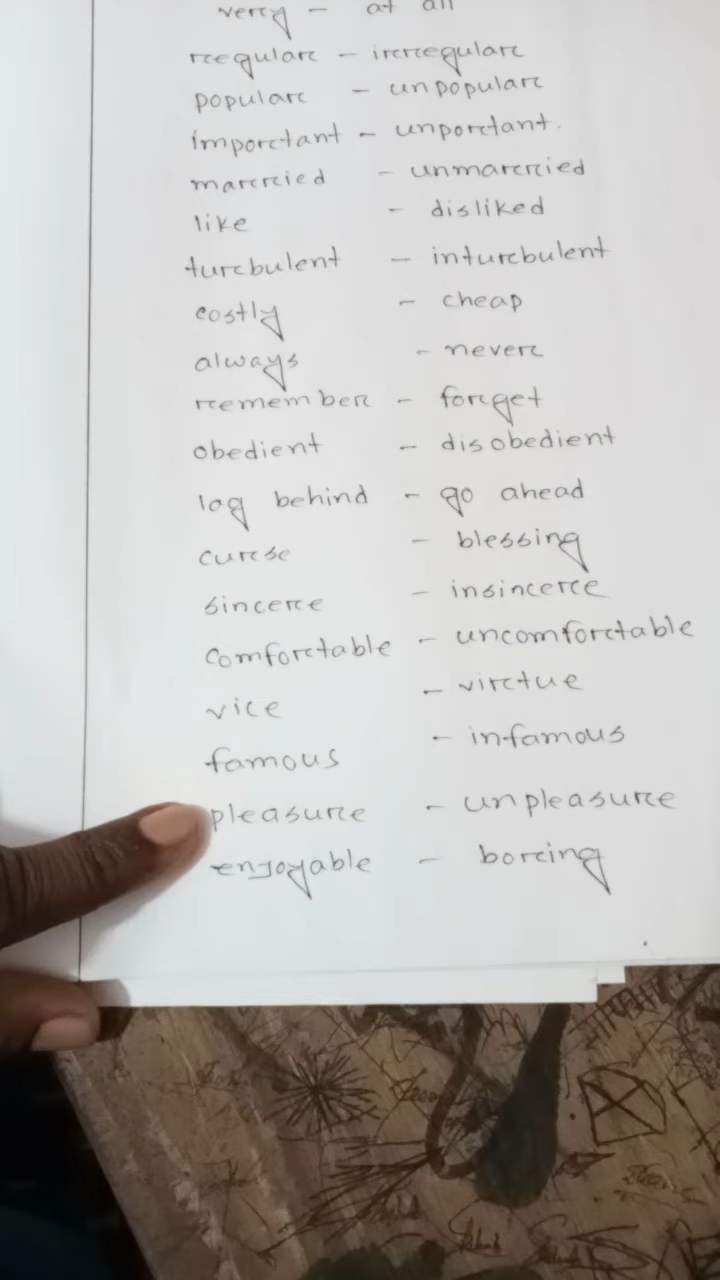 very - at all
regular - irregular
popular - unpopular
important - unportant.
married - unmarried
like - disliked
turbulent - inturbulent
costly - cheap
always - never
remember - forget
obedient - disobedient
lag behind - go ahead
curse - blessing
sincere - insincere
comfortable - uncomfortable
vice - virtue
famous - infamous
pleasure - unpleasure
enjoyable - boring